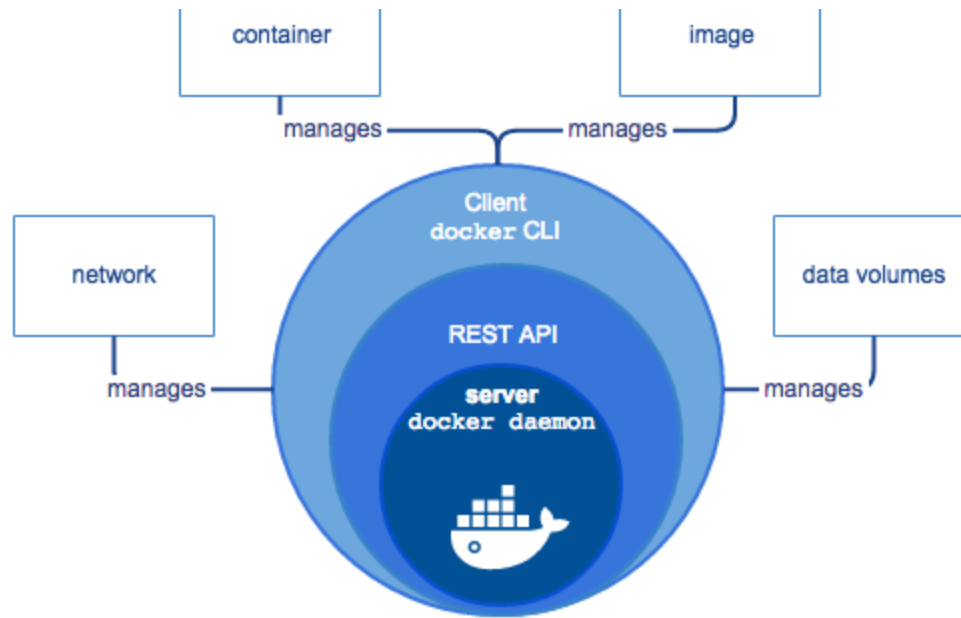 container
image
manages
manages
Client
docker CLI
network
data volumes
REST API
manages
server
manages
docker daemon